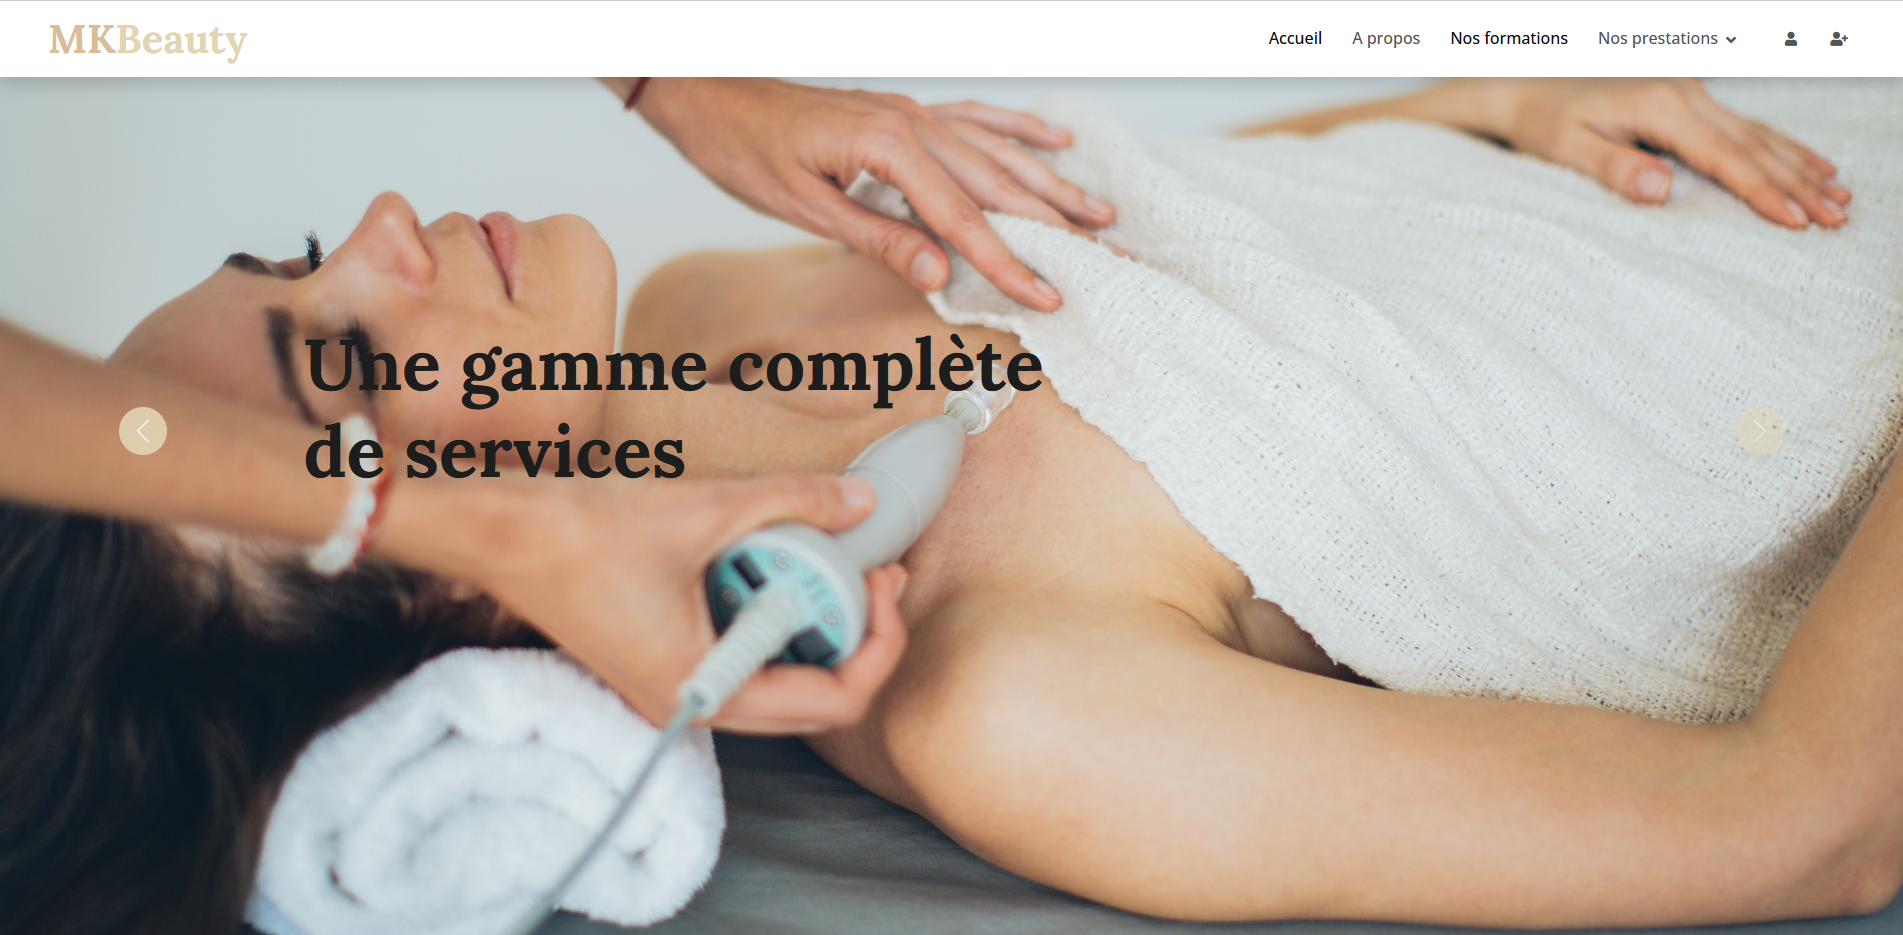 MKBeauty
Accueil A propos Nos formations Nos prestations
Une gamme complète
de services